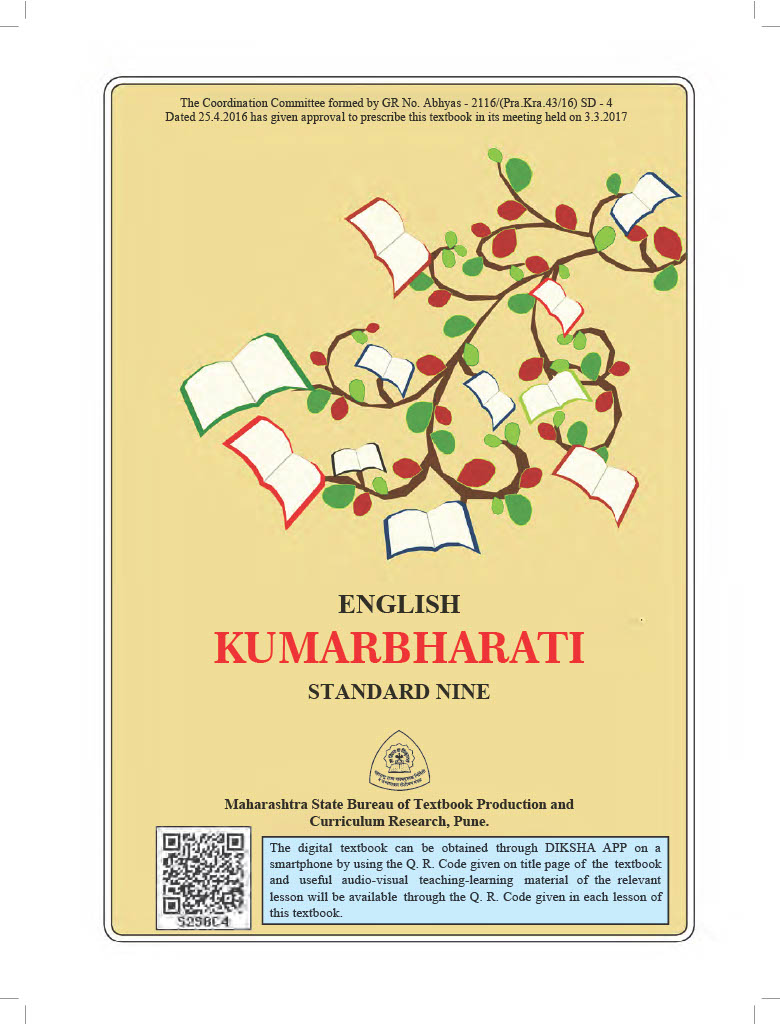 The Coordination Committee formed by GR No. Abhyas - 2116/(Pra.Kra.43/16) SD - 4
Dated 25.4.2016 has given approval to prescribe this textbook in its meeting held on 3.3.2017
ENGLISH
KUMARBHARATI
STANDARD NINE
Maharashtra State Bureau of Textbook Production and
Curriculum Research, Pune.
The digital textbook can be obtained through DIKSHA APP on a
smartphone by using the Q. R. Code given on title page of the textbook
and useful audio-visual teaching-learning material of the relevant
lesson will be available through the Q. R. Code given in each lesson of
this textbook.